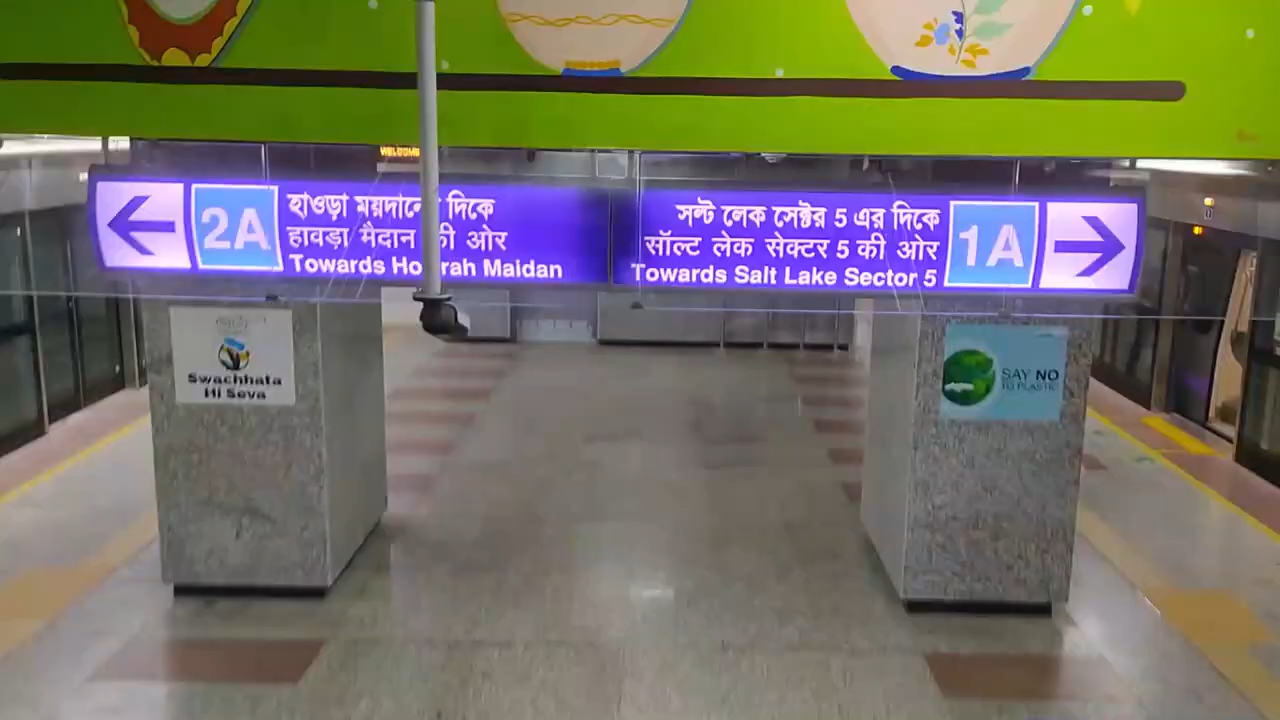 WELCOME
2A
হাওড়া ময়দানের দিকে
हावड़ा मैदान की ओर
Towards Howrah Maidan
সল্ট লেক সেক্টর 5 এর দিকে
सॉल्ट लेक सेक्टर 5 की ओर
Towards Salt Lake Sector 5
1A
Swachhata
Hi Seva
SAY NO
TO PLASTIC